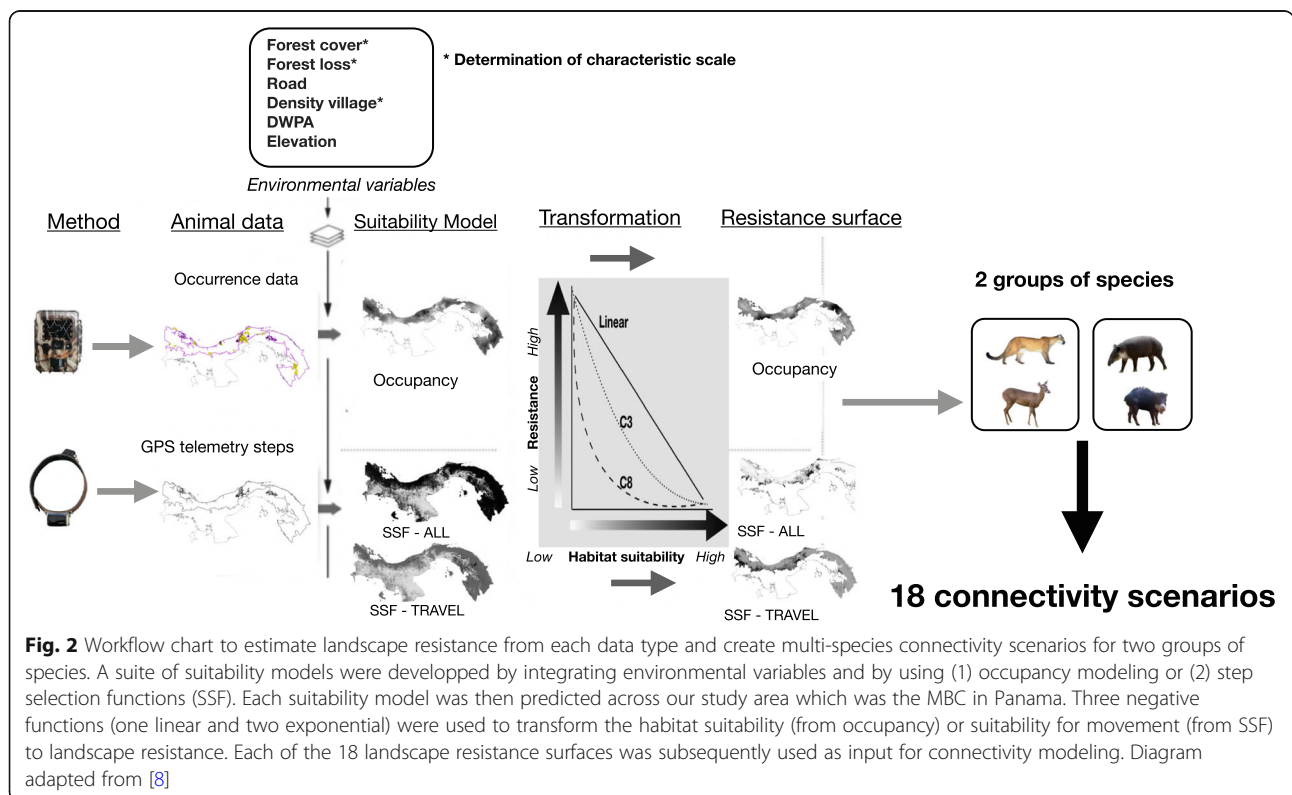 Forest cover*
Forest loss*
Road
Density village*
DWPA
Elevation
* Determination of characteristic scale
Environmental variables
Method
Animal data
Suitability Model
Transformation
Resistance surface
Occurrence data
Occupancy
GPS telemetry steps
SSF - ALL
SSF - TRAVEL
High
Resistance
Low
Linear
C3
C8
Low
Habitat suitability
High
Occupancy
SSF - ALL
SSF - TRAVEL
2 groups of species
18 connectivity scenarios
Fig. 2 Workflow chart to estimate landscape resistance from each data type and create multi-species connectivity scenarios for two groups of
species. A suite of suitability models were developped by integrating environmental variables and by using (1) occupancy modeling or (2) step
selection functions (SSF). Each suitability model was then predicted across our study area which was the MBC in Panama. Three negative
functions (one linear and two exponential) were used to transform the habitat suitability (from occupancy) or suitability for movement (from SSF)
to landscape resistance. Each of the 18 landscape resistance surfaces was subsequently used as input for connectivity modeling. Diagram
adapted from [8]